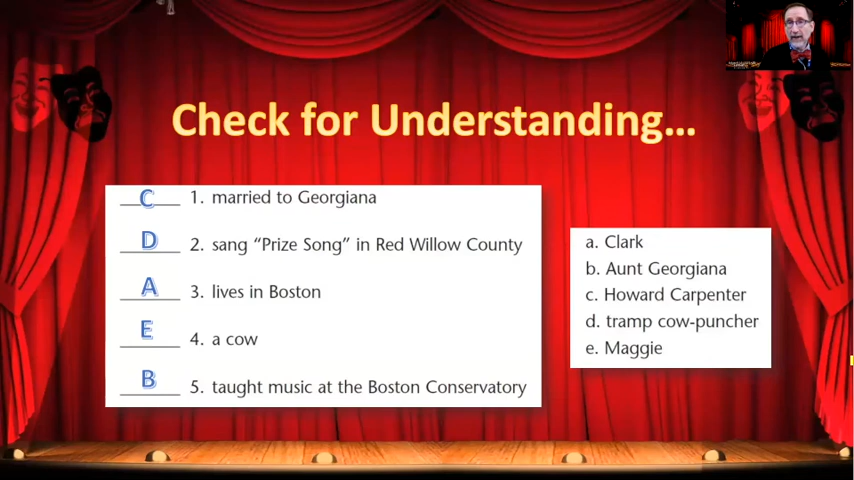 Check for Understanding...
C 1. married to Georgiana
D 2. sang “Prize Song” in Red Willow County
A 3. lives in Boston
E 4. a cow
B 5. taught music at the Boston Conservatory
a. Clark
b. Aunt Georgiana
c. Howard Carpenter
d. tramp cow-puncher
e. Maggie